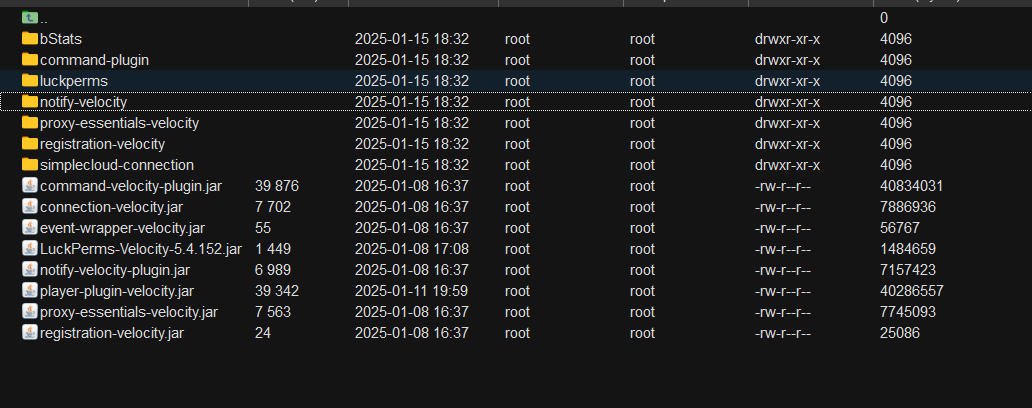 .. 0
bStats 2025-01-15 18:32 root root drwxr-xr-x 4096
command-plugin 2025-01-15 18:32 root root drwxr-xr-x 4096
luckperms 2025-01-15 18:32 root root drwxr-xr-x 4096
notify-velocity 2025-01-15 18:32 root root drwxr-xr-x 4096
proxy-essentials-velocity 2025-01-15 18:32 root root drwxr-xr-x 4096
registration-velocity 2025-01-15 18:32 root root drwxr-xr-x 4096
simplecloud-connection 2025-01-15 18:32 root root drwxr-xr-x 4096
command-velocity-plugin.jar 39 876 2025-01-08 16:37 root root -rw-r--r-- 40834031
connection-velocity.jar 7 702 2025-01-08 16:37 root root -rw-r--r-- 7886936
event-wrapper-velocity.jar 55 2025-01-08 16:37 root root -rw-r--r-- 56767
LuckPerms-Velocity-5.4.152.jar 1 449 2025-01-08 17:08 root root -rw-r--r-- 1484659
notify-velocity-plugin.jar 6 989 2025-01-08 16:37 root root -rw-r--r-- 7157423
player-plugin-velocity.jar 39 342 2025-01-11 19:59 root root -rw-r--r-- 40286557
proxy-essentials-velocity.jar 7 563 2025-01-08 16:37 root root -rw-r--r-- 7745093
registration-velocity.jar 24 2025-01-08 16:37 root root -rw-r--r-- 25086